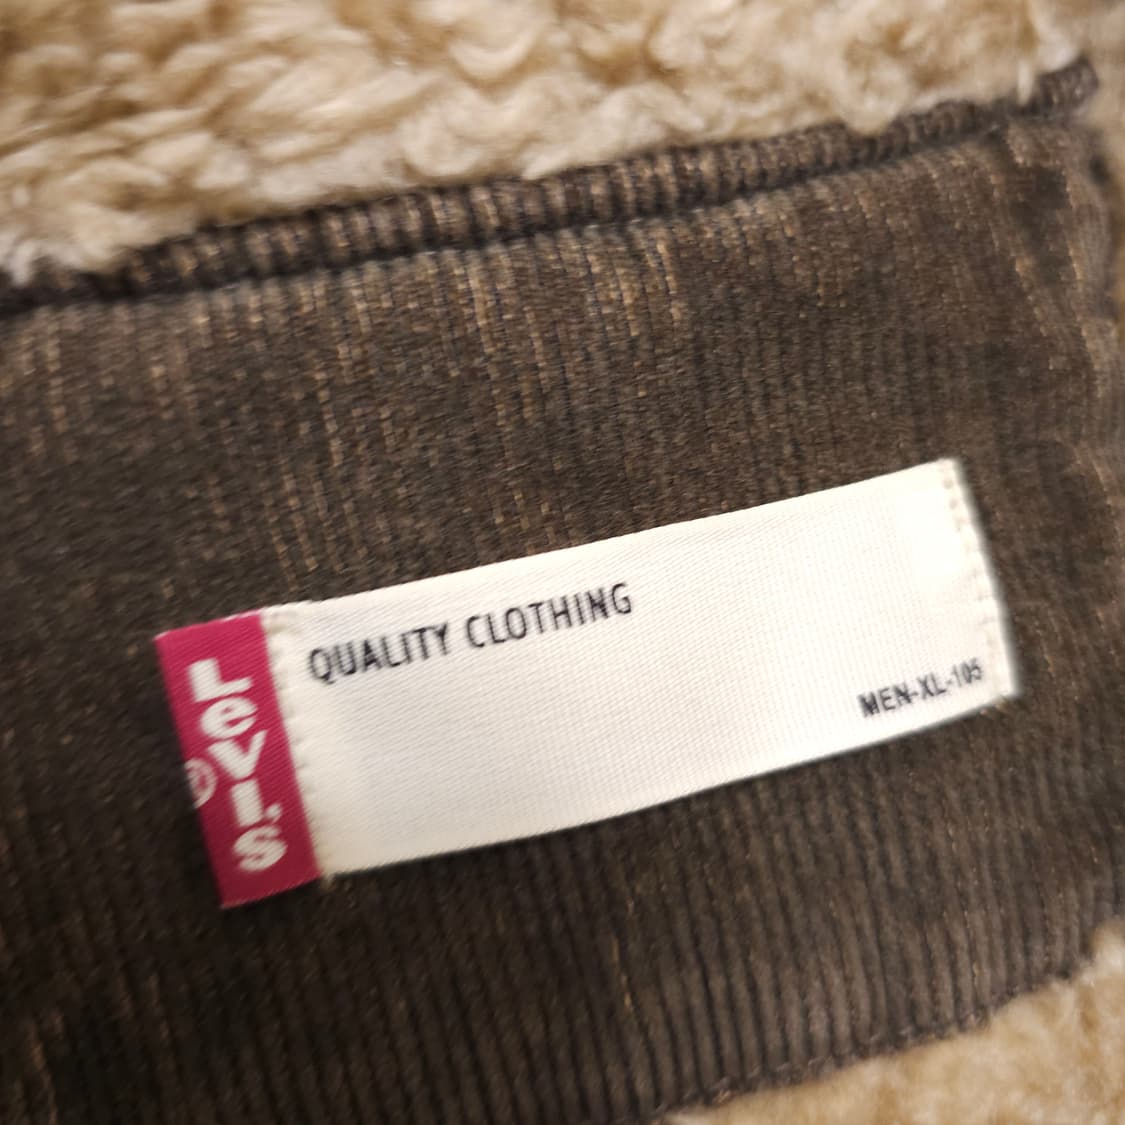 LeVI'S
®
QUALITY CLOTHING
MEN-XL-105